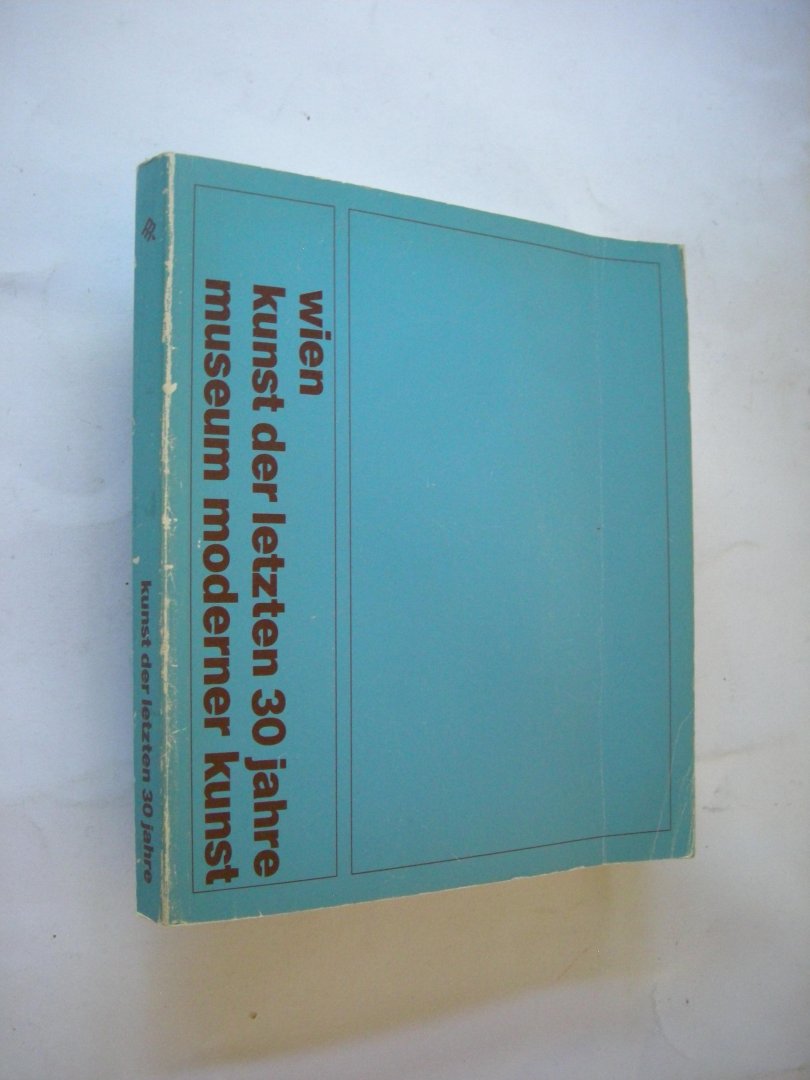 wien
kunst der letzten 30 jahre
museum moderner kunst
kunst der letzten 30 jahre